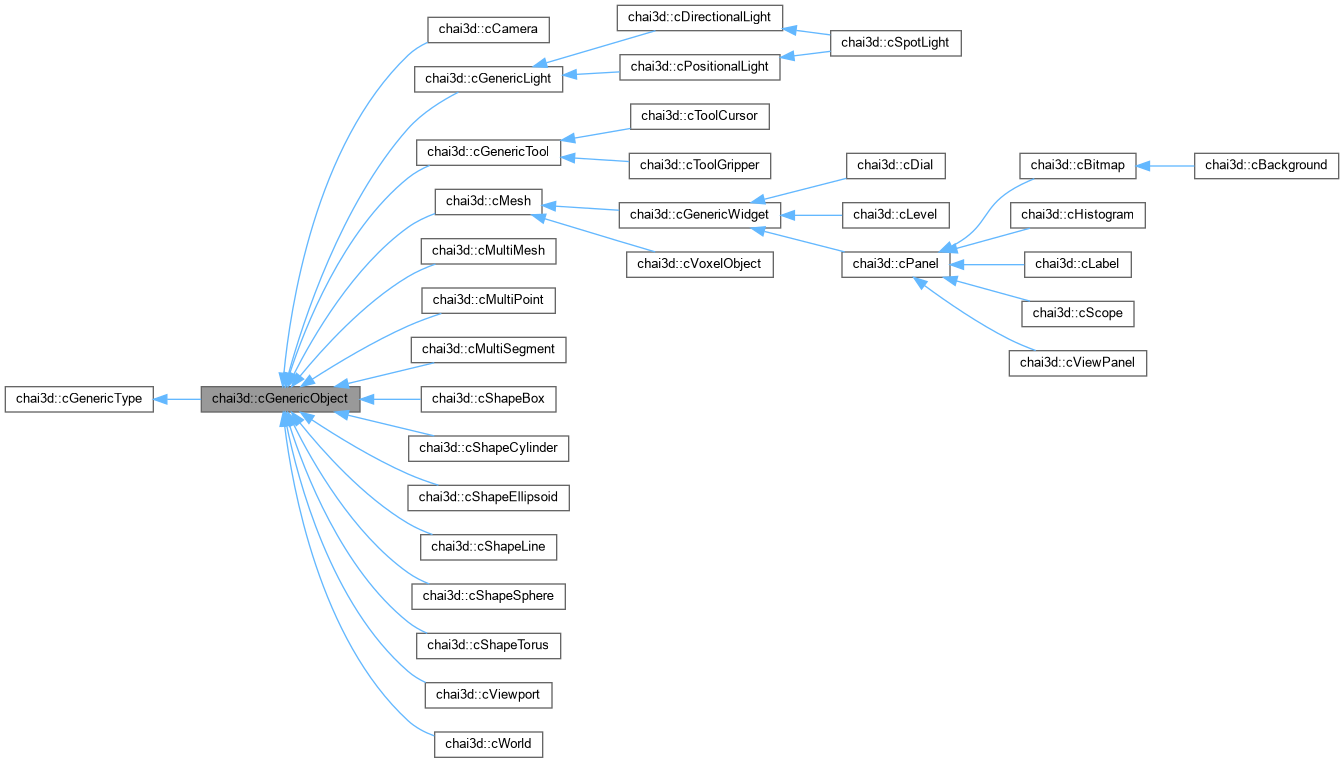 chai3d::cGenericType
chai3d::cGenericObject
chai3d::cCamera
chai3d::cGenericLight
chai3d::cDirectionalLight
chai3d::cPositionalLight
chai3d::cSpotLight
chai3d::cGenericTool
chai3d::cToolCursor
chai3d::cToolGripper
chai3d::cMesh
chai3d::cGenericWidget
chai3d::cVoxelObject
chai3d::cDial
chai3d::cLevel
chai3d::cPanel
chai3d::cBitmap
chai3d::cBackground
chai3d::cHistogram
chai3d::cLabel
chai3d::cScope
chai3d::cViewPanel
chai3d::cMultiMesh
chai3d::cMultiPoint
chai3d::cMultiSegment
chai3d::cShapeBox
chai3d::cShapeCylinder
chai3d::cShapeEllipsoid
chai3d::cShapeLine
chai3d::cShapeSphere
chai3d::cShapeTorus
chai3d::cViewport
chai3d::cWorld